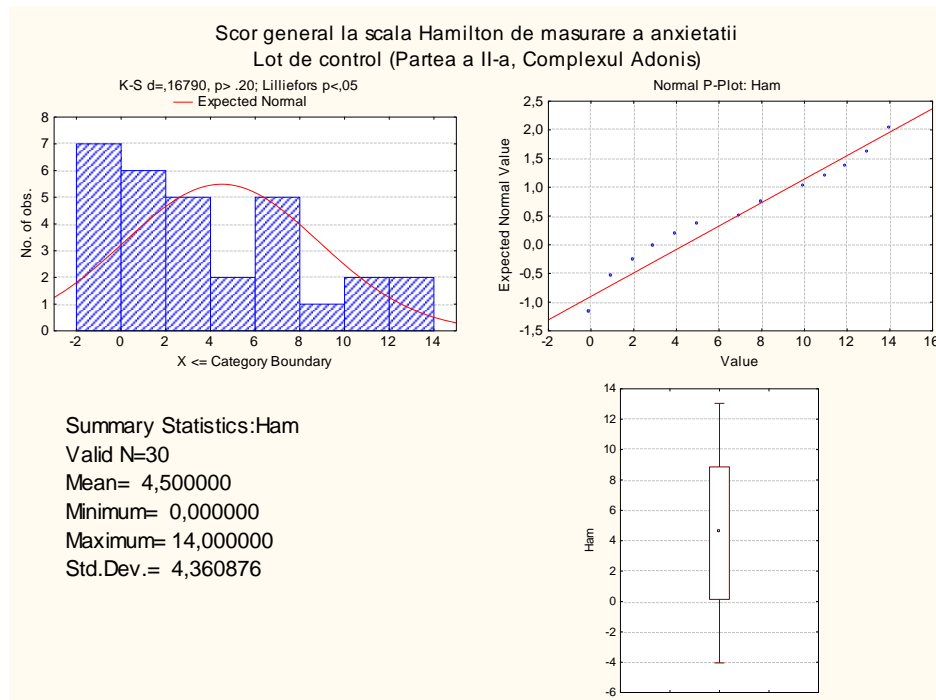 Scor general la scala Hamilton de masurare a anxietatii
Lot de control (Partea a II-a, Complexul Adonis)
K-S d=,16790, p> .20; Lilliefors p<,05
Expected Normal
No. of obs.
8
7
6
5
4
3
2
1
0
-2 0 2 4 6 8 10 12 14
X <= Category Boundary
Normal P-Plot: Ham
Expected Normal Value
2,5
2,0
1,5
1,0
0,5
0,0
-0,5
-1,0
-1,5
-2 0 2 4 6 8 10 12 14 16
Value
Summary Statistics:Ham
Valid N=30
Mean= 4,500000
Minimum= 0,000000
Maximum= 14,000000
Std.Dev.= 4,360876
Ham
14
12
10
8
6
4
2
0
-2
-4
-6